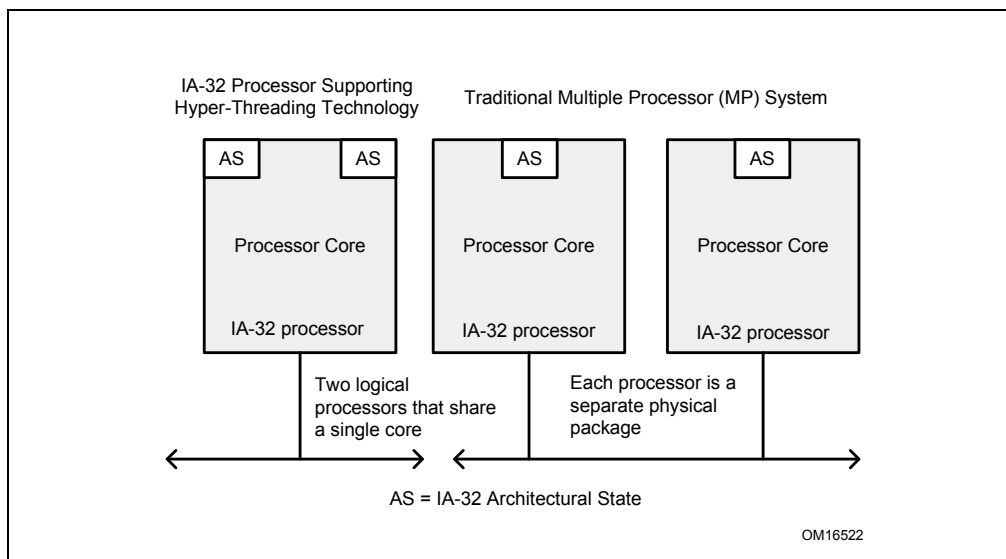 IA-32 Processor Supporting
Hyper-Threading Technology
Traditional Multiple Processor (MP) System
AS
AS
AS
AS
Processor Core
Processor Core
Processor Core
IA-32 processor
IA-32 processor
IA-32 processor
Two logical
processors that share
a single core
Each processor is a
separate physical
package
AS = IA-32 Architectural State
OM16522